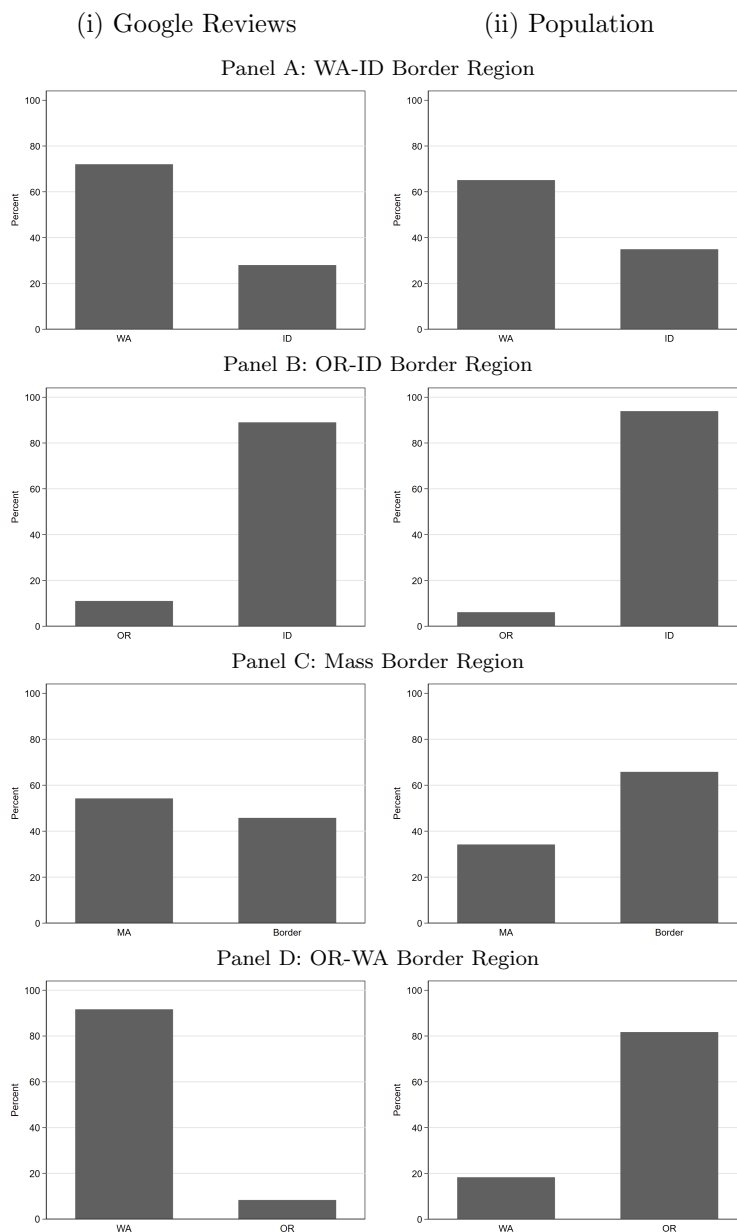 (i) Google Reviews
(ii) Population
Panel A: WA-ID Border Region
100
80
60
40
20
0
Percent
WA
ID
100
80
60
40
20
0
Percent
WA
ID
Panel B: OR-ID Border Region
100
80
60
40
20
0
Percent
OR
ID
100
80
60
40
20
0
Percent
OR
ID
Panel C: Mass Border Region
100
80
60
40
20
0
Percent
MA
Border
100
80
60
40
20
0
Percent
MA
Border
Panel D: OR-WA Border Region
100
80
60
40
20
0
Percent
WA
OR
100
80
60
40
20
0
Percent
WA
OR